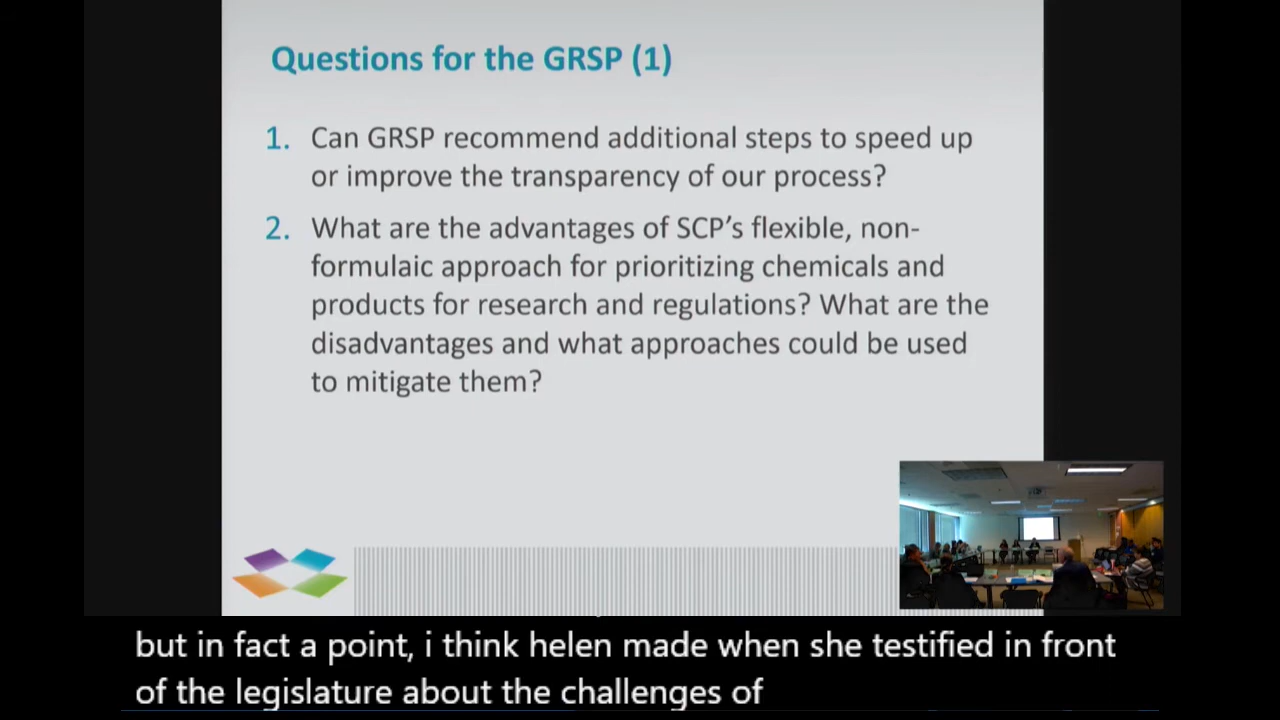 Questions for the GRSP (1)
1. Can GRSP recommend additional steps to speed up
or improve the transparency of our process?
2. What are the advantages of SCP’s flexible, non-
formulaic approach for prioritizing chemicals and
products for research and regulations? What are the
disadvantages and what approaches could be used
to mitigate them?
but in fact a point, i think helen made when she testified in front
of the legislature about the challenges of